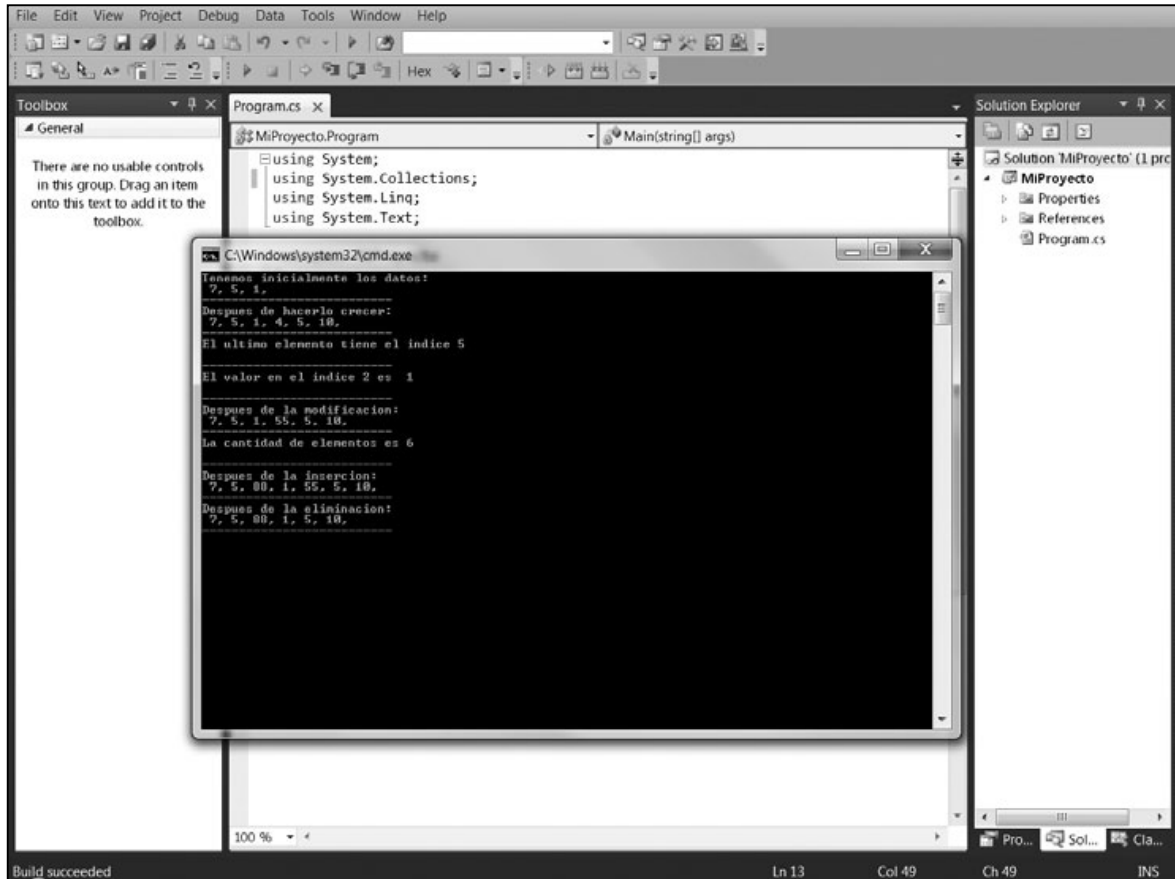 File Edit View Project Debug Data Tools Window Help
Hex
Toolbox
General
There are no usable controls
in this group. Drag an item
onto this text to add it to the
toolbox.
Program.cs
MiProyecto.Program
Main(string[] args)
using System;
using System.Collections;
using System.Linq;
using System.Text;
C:\Windows\system32\cmd.exe
Tenemos inicialmente los datos:
7, 5, 1,
----------------------------
Despues de hacerlo crecer:
7, 5, 1, 4, 5, 10,
----------------------------
El ultimo elemento tiene el indice 5
----------------------------
El valor en el indice 2 es  1
----------------------------
Despues de la modificacion:
7, 5, 1, 55, 5, 10,
----------------------------
La cantidad de elementos es 6
----------------------------
Despues de la insercion:
7, 5, 88, 1, 55, 5, 10,
----------------------------
Despues de la eliminacion:
7, 5, 88, 1, 5, 10,
----------------------------
Solution Explorer
Solution 'MiProyecto' (1 pro
MiProyecto
Properties
References
Program.cs
100 %
Pro... Sol... Cla...
Build succeeded
Ln 13 Col 49 Ch 49 INS